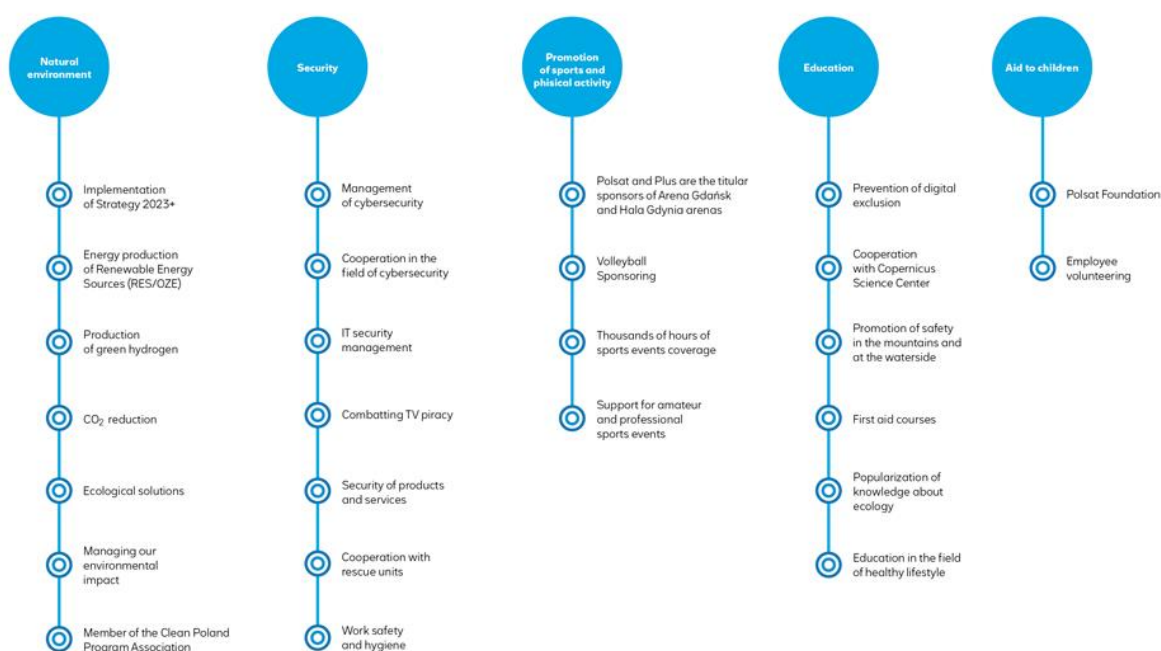 Natural
environment
Implementation
of Strategy 2023+
Energy production
of Renewable Energy
Sources (RES/OZE)
Production
of green hydrogen
CO₂ reduction
Ecological solutions
Managing our
environmental
impact
Member of the Clean Poland
Program Association
Security
Management
of cybersecurity
Cooperation in the
field of cybersecurity
IT security
management
Combatting TV piracy
Security of products
and services
Cooperation with
rescue units
Work safety
and hygiene
Promotion
of sports and
phisical activity
Polsat and Plus are the titular
sponsors of Arena Gdańsk
and Hala Gdynia arenas
Volleyball
Sponsoring
Thousands of hours of
sports events coverage
Support for amateur
and professional
sports events
Education
Prevention of digital
exclusion
Cooperation
with Copernicus
Science Center
Promotion of safety
in the mountains and
at the waterside
First aid courses
Popularization of
knowledge about
ecology
Education in the field
of healthy lifestyle
Aid to children
Polsat Foundation
Employee
volunteering